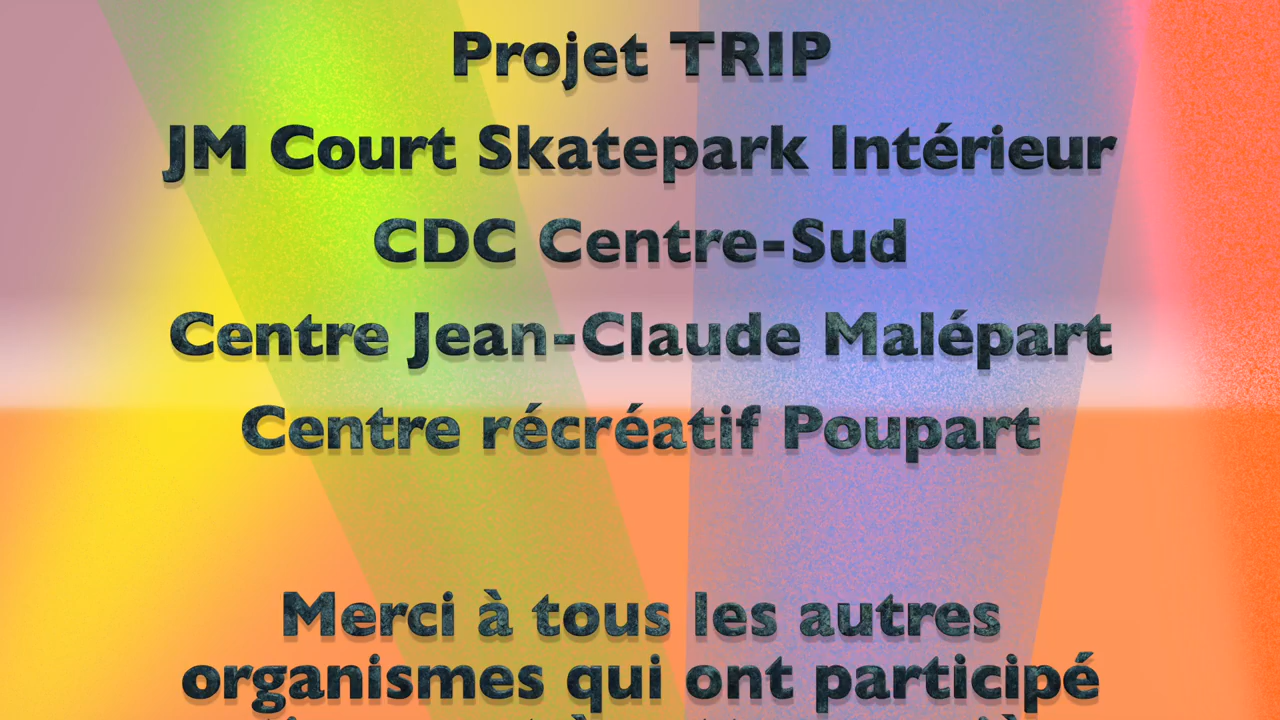 Projet TRIP
JM Court Skatepark Intérieur
CDC Centre-Sud
Centre Jean-Claude Malépart
Centre récréatif Poupart
Merci à tous les autres
organismes qui ont participé